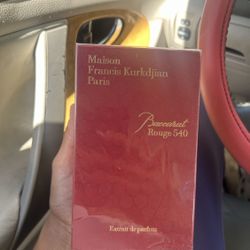 Maison
Francis Kurkdjian
Paris
Baccarat
Rouge 540
Extrait de parfum